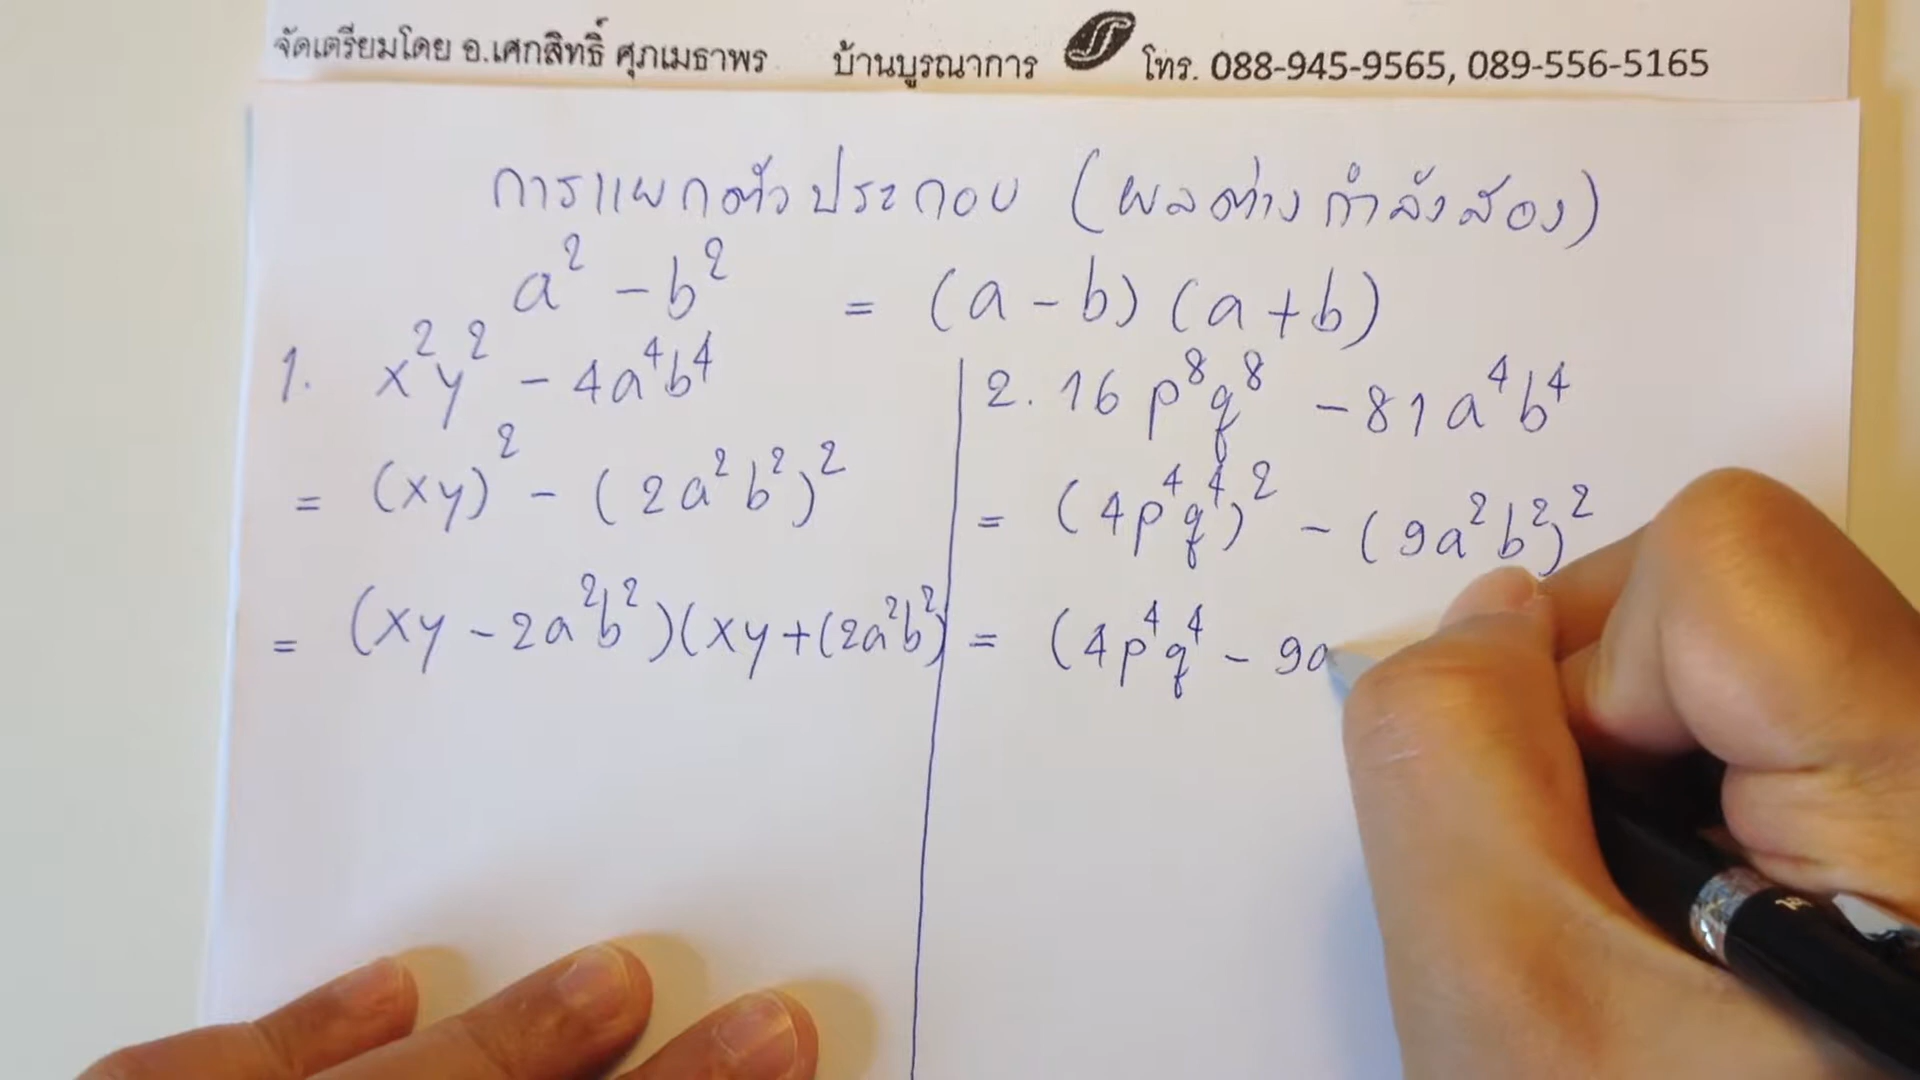 จัดเตรียมโดย อ.เศกสิทธิ์ ศุภเมธาพร บ้านบูรณาการ โทร. 088-945-9565, 089-556-5165
การแยกตัวประกอบ (ผลต่างกำลังสอง)
a² - b² = (a - b) (a + b)
1. x²y² - 4a⁴b⁴
= (xy)² - (2a²b²)²
= (xy - 2a²b²)(xy + (2a²b²)
2. 16p⁸q⁸ - 81a⁴b⁴
= (4p⁴q⁴)² - (9a²b²)²
= (4p⁴q⁴ - 9a